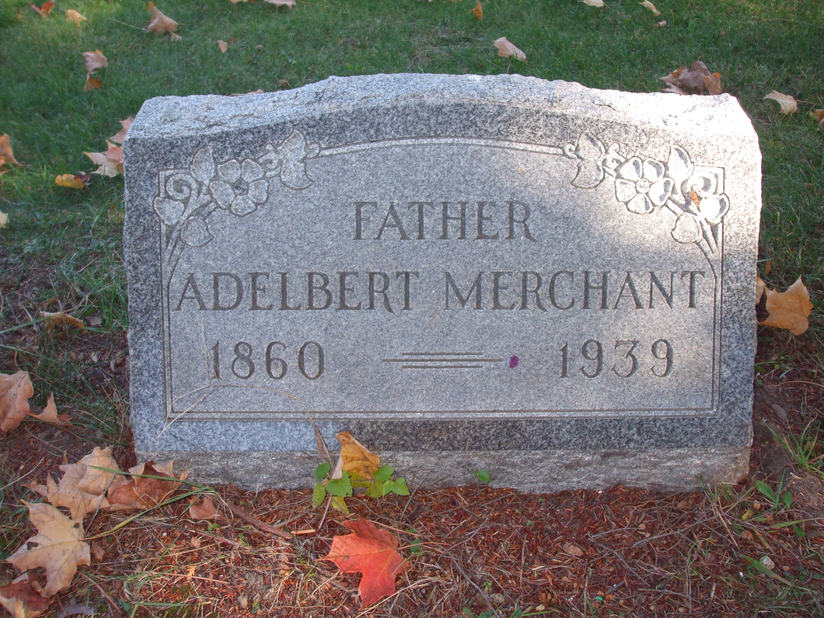 FATHER
ADELBERT MERCHANT
1860 1939